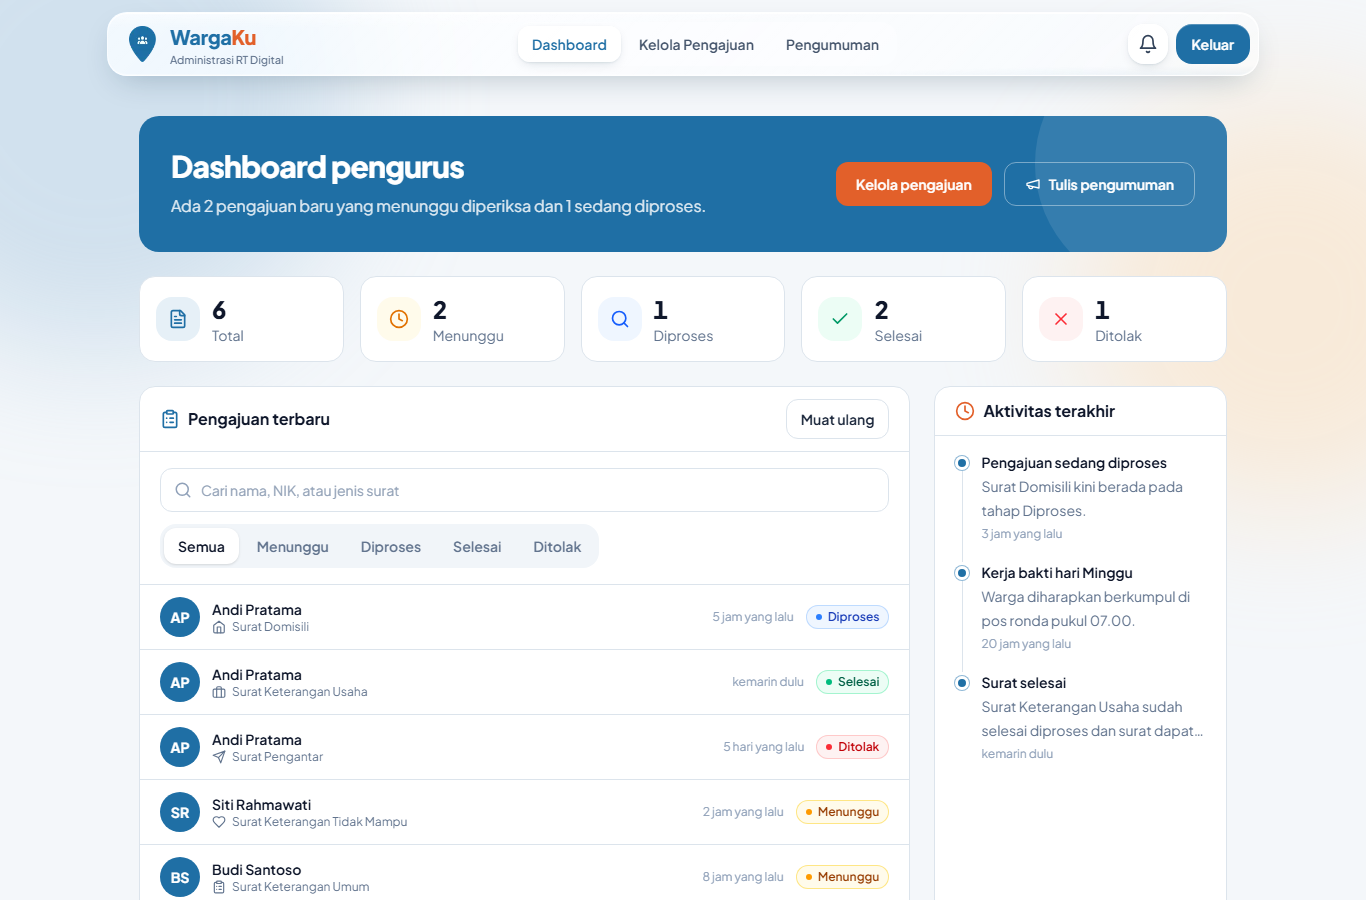 WargaKu
Administrasi RT Digital
Dashboard
Kelola Pengajuan
Pengumuman
Keluar
Dashboard pengurus
Ada 2 pengajuan baru yang menunggu diperiksa dan 1 sedang diproses.
Kelola pengajuan
Tulis pengumuman
6
Total
2
Menunggu
1
Diproses
2
Selesai
1
Ditolak
Pengajuan terbaru
Muat ulang
Cari nama, NIK, atau jenis surat
Semua
Menunggu
Diproses
Selesai
Ditolak
AP
Andi Pratama
Surat Domisili
5 jam yang lalu
Diproses
AP
Andi Pratama
Surat Keterangan Usaha
kemarin dulu
Selesai
AP
Andi Pratama
Surat Pengantar
5 hari yang lalu
Ditolak
SR
Siti Rahmawati
Surat Keterangan Tidak Mampu
2 jam yang lalu
Menunggu
BS
Budi Santoso
Surat Keterangan Umum
8 jam yang lalu
Menunggu
Aktivitas terakhir
Pengajuan sedang diproses
Surat Domisili kini berada pada
tahap Diproses.
3 jam yang lalu
Kerja bakti hari Minggu
Warga diharapkan berkumpul di
pos ronda pukul 07.00.
20 jam yang lalu
Surat selesai
Surat Keterangan Usaha sudah
selesai diproses dan surat dapat…
kemarin dulu